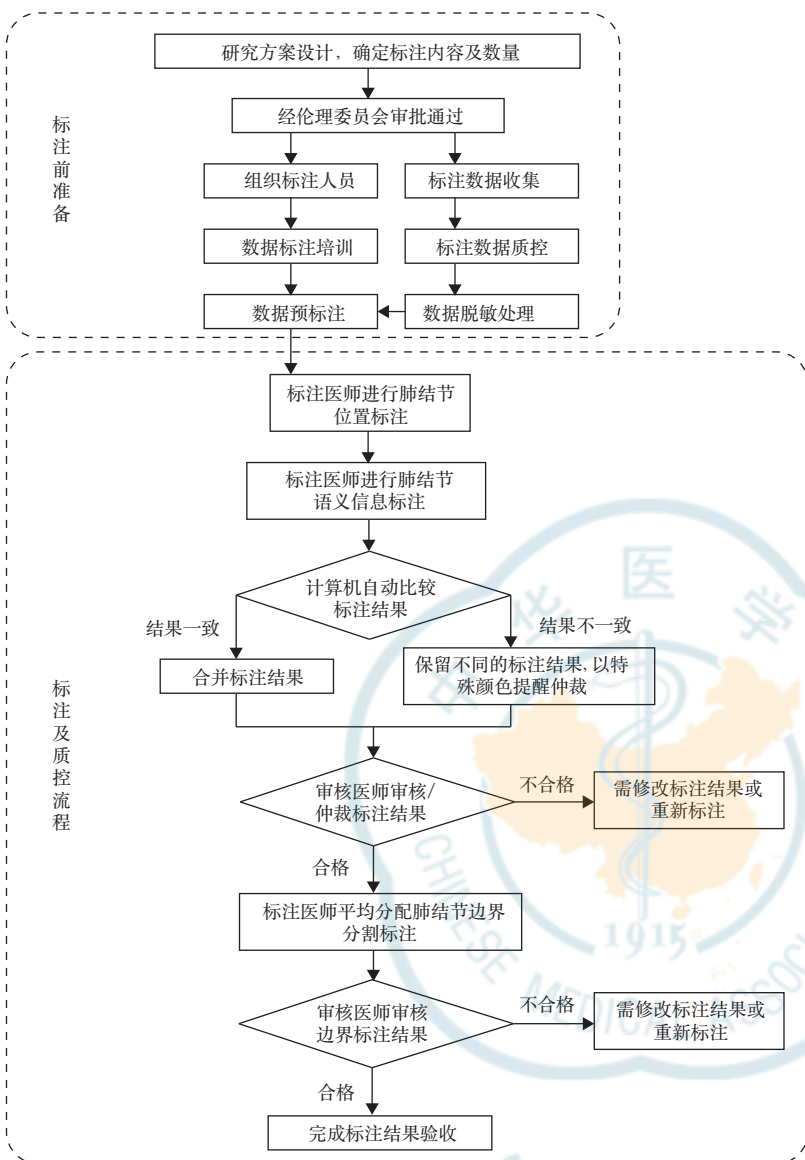 研究方案设计，确定标注内容及数量
经伦理委员会审批通过
标注前准备
组织标注人员
标注数据收集
数据标注培训
标注数据质控
数据预标注
数据脱敏处理
标注医师进行肺结节
位置标注
标注医师进行肺结节
语义信息标注
计算机自动比较
标注结果
结果一致
结果不一致
合并标注结果
保留不同的标注结果,以特
殊颜色提醒仲裁
标注及质控流程
审核医师审核/
仲裁标注结果
不合格
需修改标注结果或
重新标注
合格
标注医师平均分配肺结节边界
分割标注
审核医师审核
边界标注结果
不合格
需修改标注结果或
重新标注
合格
完成标注结果验收
中华医学
CHINESE MEDICAL ASSOC
1915